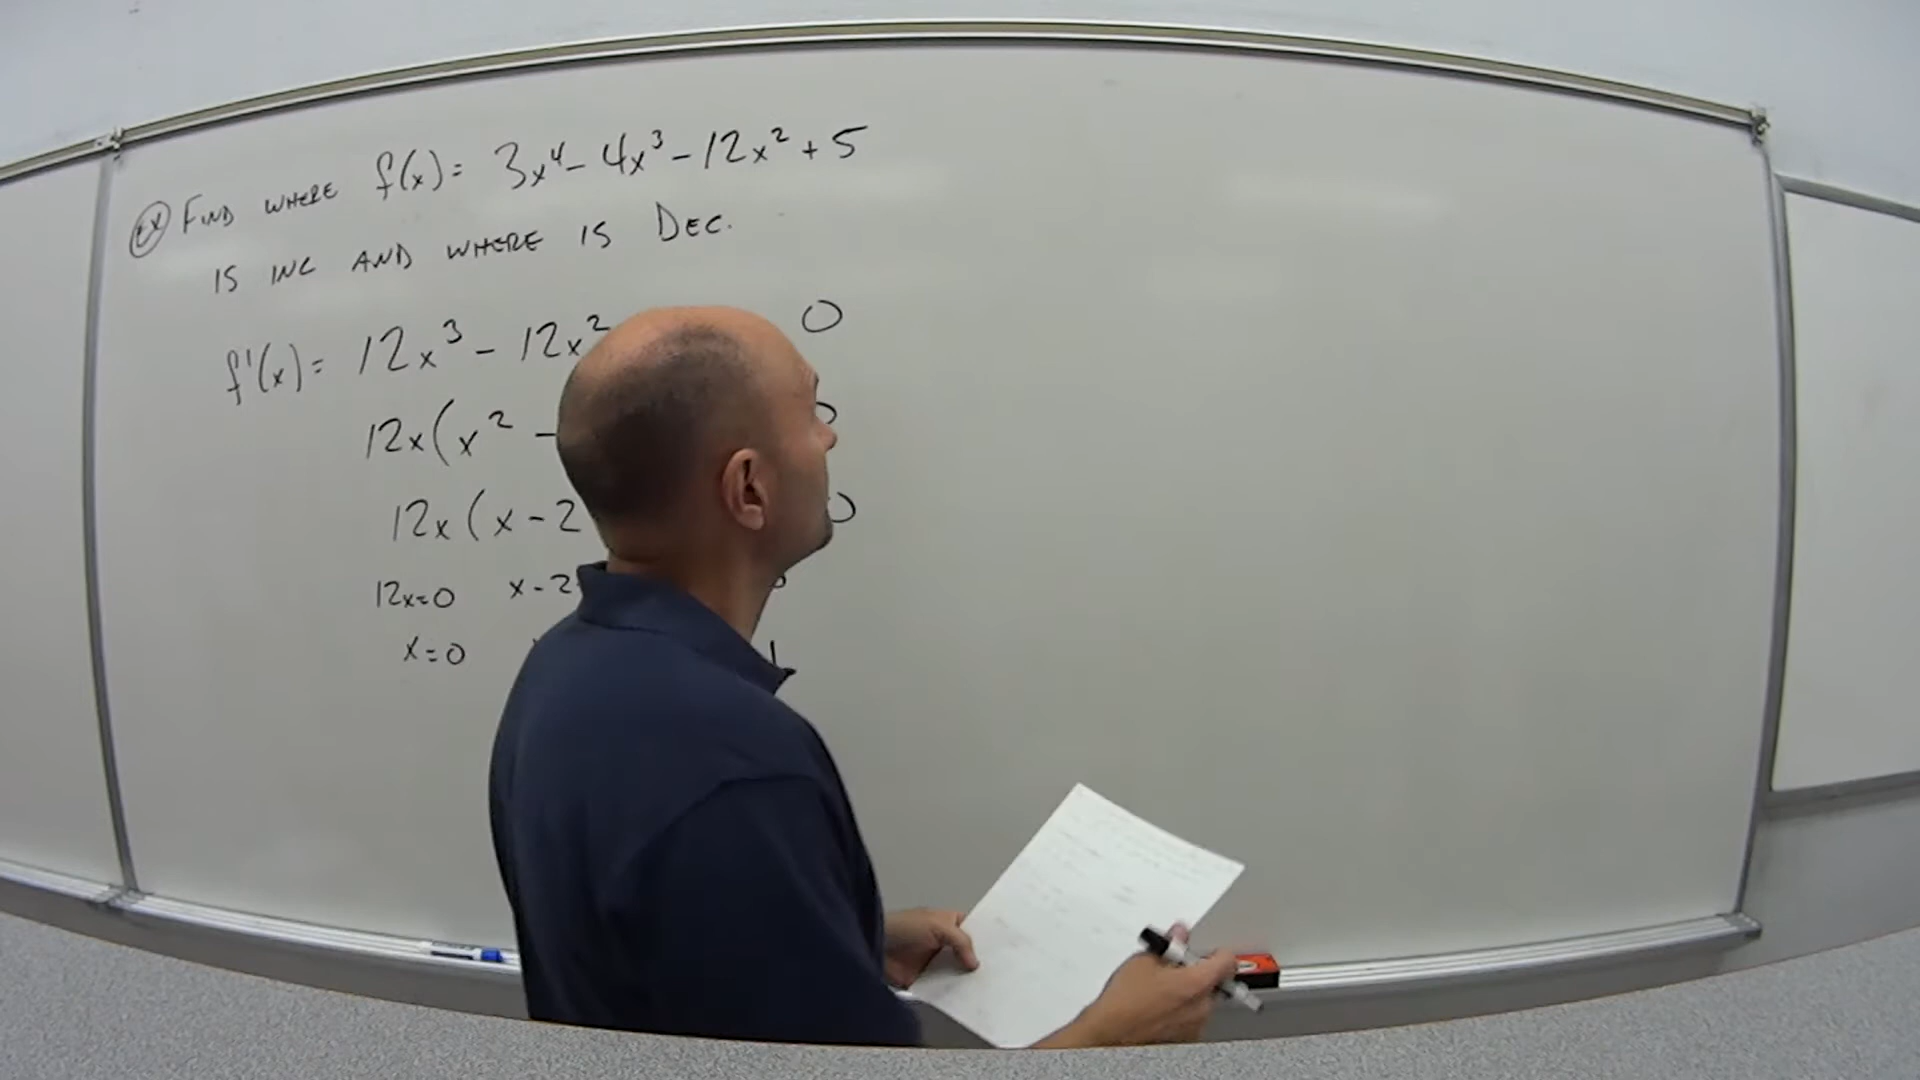 Ex FIND WHERE f(x)= 3x⁴-4x³-12x²+5
IS INC AND WHERE IS DEC.
f'(x)= 12x³-12x² 0
12x(x²-
12x(x-2 0
12x=0 x-2
x=0 1